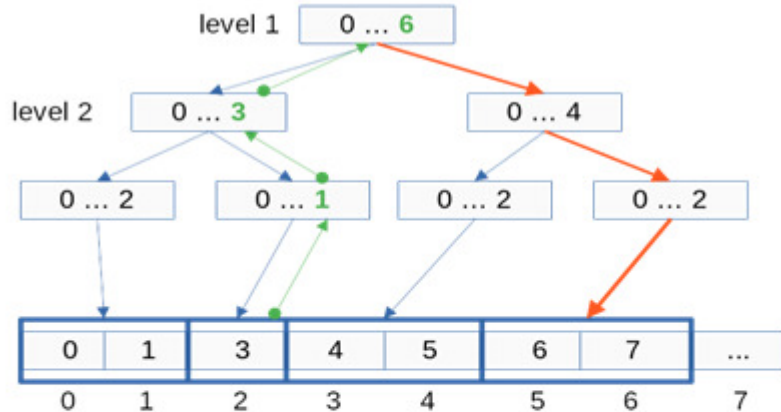 level 1 0 ... 6
level 2 0 ... 3 0 ... 4
0 ... 2 0 ... 1 0 ... 2 0 ... 2
0 1 3 4 5 6 7 ...
0 1 2 3 4 5 6 7